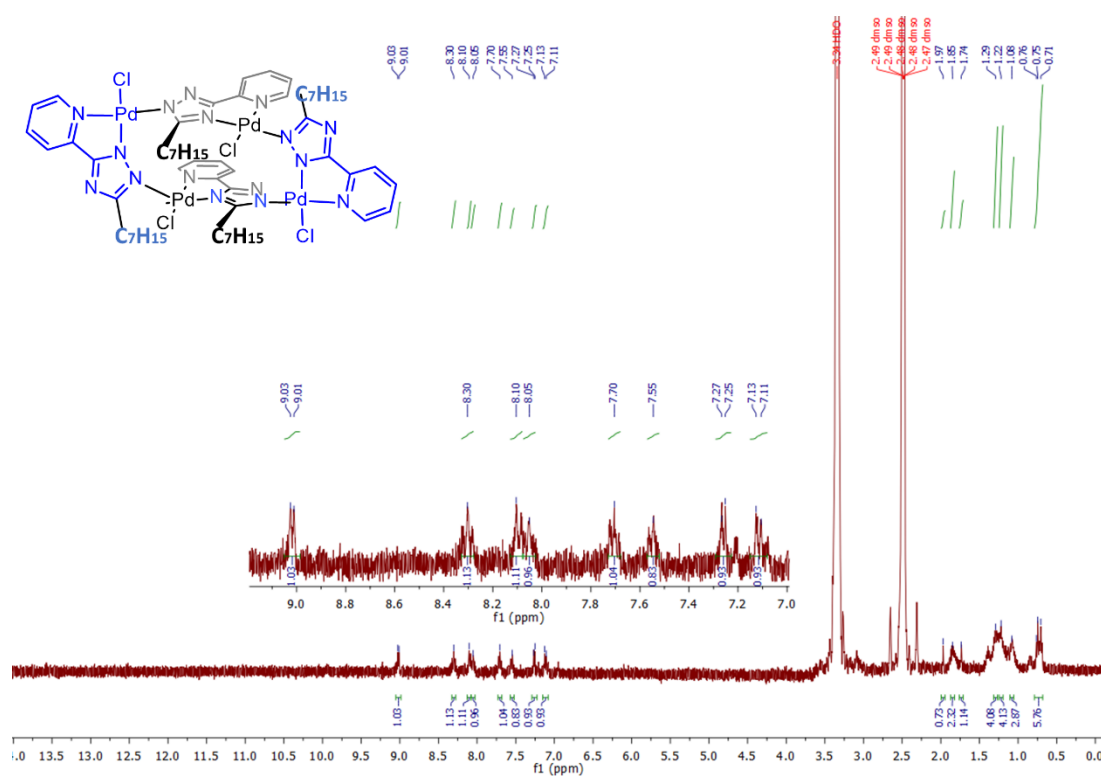 9.03
9.01
8.30
8.10
8.05
7.70
7.55
7.27
7.25
7.13
7.11
3.34 HDO
2.49 dmso
2.49 dmso
2.48 dmso
2.48 dmso
2.47 dmso
1.97
1.85
1.74
1.29
1.22
1.08
0.76
0.75
0.71
Cl
N
N
N
C₇H₁₅
Pd
N
N
Pd
N
N
N
C₇H₁₅
Cl
N
N
N
N
N
N
N
N
Pd
N
N
N
Pd
N
Cl
C₇H₁₅
C₇H₁₅
Cl
9.03
9.01
8.30
8.10
8.05
7.70
7.55
7.27
7.25
7.13
7.11
1.03
1.13
1.11
0.96
1.04
0.83
0.93
0.93
9.0 8.8 8.6 8.4 8.2 8.0 7.8 7.6 7.4 7.2 7.0
f1 (ppm)
1.03
1.13
1.11
0.96
1.04
0.83
0.93
0.93
0.73
2.32
1.14
4.08
4.13
2.87
5.76
4.0 13.5 13.0 12.5 12.0 11.5 11.0 10.5 10.0 9.5 9.0 8.5 8.0 7.5 7.0 6.5 6.0 5.5 5.0 4.5 4.0 3.5 3.0 2.5 2.0 1.5 1.0 0.5 0.0
f1 (ppm)